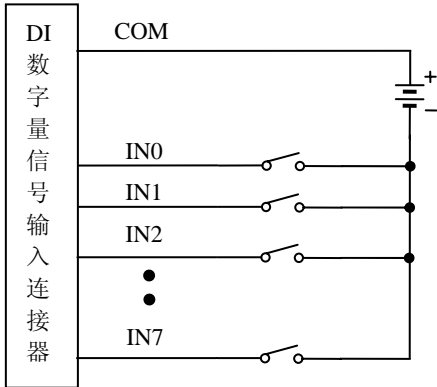 DI
数
字
量
信
号
输
入
连
接
器
COM
+
−
IN0
IN1
IN2
IN7